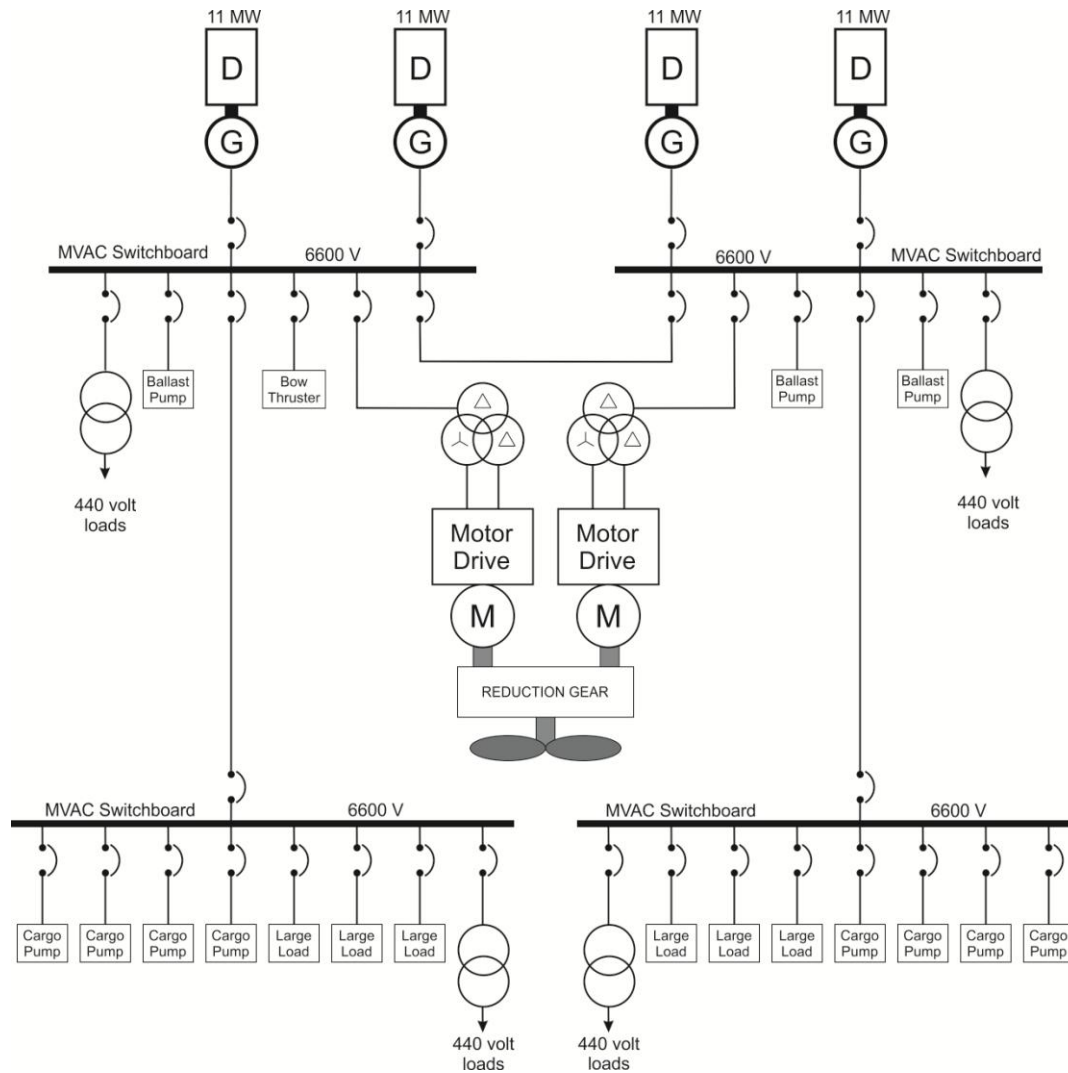 11 MW
11 MW
11 MW
11 MW
D
D
D
D
G
G
G
G
MVAC Switchboard
6600 V
6600 V
MVAC Switchboard
Ballast
Pump
Bow
Thruster
Ballast
Pump
Ballast
Pump
440 volt
loads
440 volt
loads
Motor
Drive
Motor
Drive
M
M
REDUCTION GEAR
MVAC Switchboard
6600 V
MVAC Switchboard
6600 V
Cargo
Pump
Cargo
Pump
Cargo
Pump
Cargo
Pump
Large
Load
Large
Load
Large
Load
Large
Load
Large
Load
Large
Load
Cargo
Pump
Cargo
Pump
Cargo
Pump
Cargo
Pump
440 volt
loads
440 volt
loads